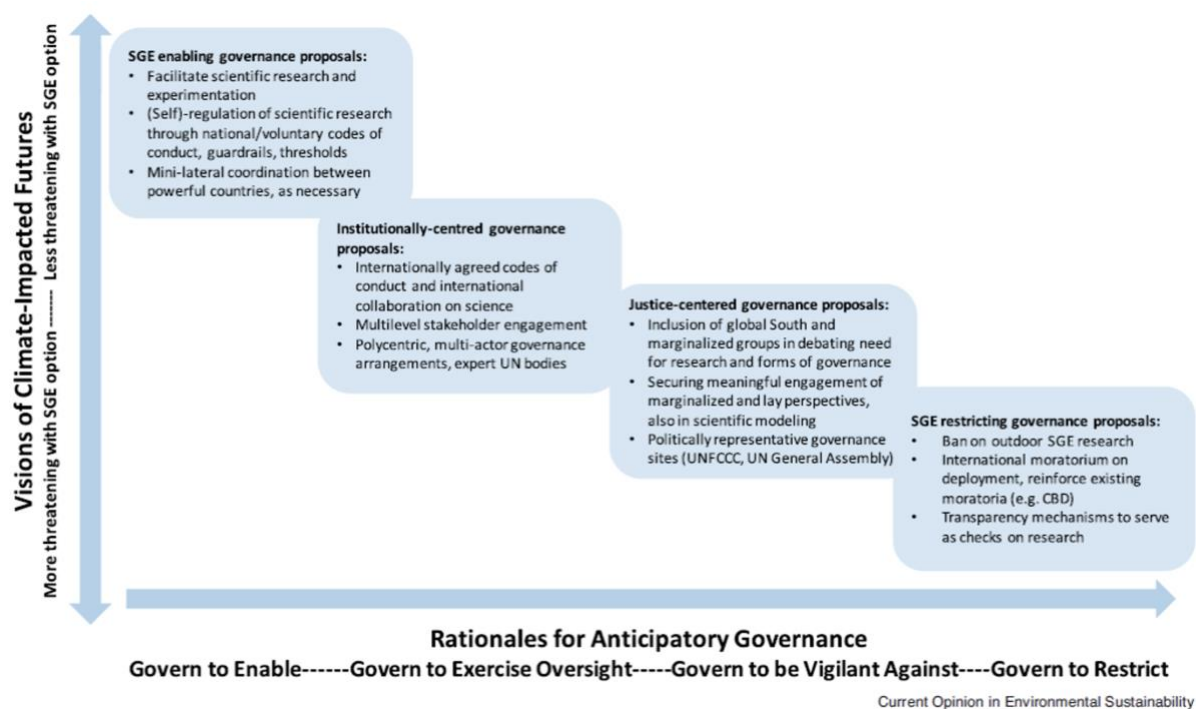 Visions of Climate-Impacted Futures
More threatening with SGE option ------- Less threatening with SGE option
SGE enabling governance proposals:
• Facilitate scientific research and
experimentation
• (Self)-regulation of scientific research
through national/voluntary codes of
conduct, guardrails, thresholds
• Mini-lateral coordination between
powerful countries, as necessary
Institutionally-centred governance
proposals:
• Internationally agreed codes of
conduct and international
collaboration on science
• Multilevel stakeholder engagement
• Polycentric, multi-actor governance
arrangements, expert UN bodies
Justice-centered governance proposals:
• Inclusion of global South and
marginalized groups in debating need
for research and forms of governance
• Securing meaningful engagement of
marginalized and lay perspectives,
also in scientific modeling
• Politically representative governance
sites (UNFCCC, UN General Assembly)
SGE restricting governance proposals:
• Ban on outdoor SGE research
• International moratorium on
deployment, reinforce existing
moratoria (e.g. CBD)
• Transparency mechanisms to serve
as checks on research
Rationales for Anticipatory Governance
Govern to Enable------Govern to Exercise Oversight-----Govern to be Vigilant Against----Govern to Restrict
Current Opinion in Environmental Sustainability